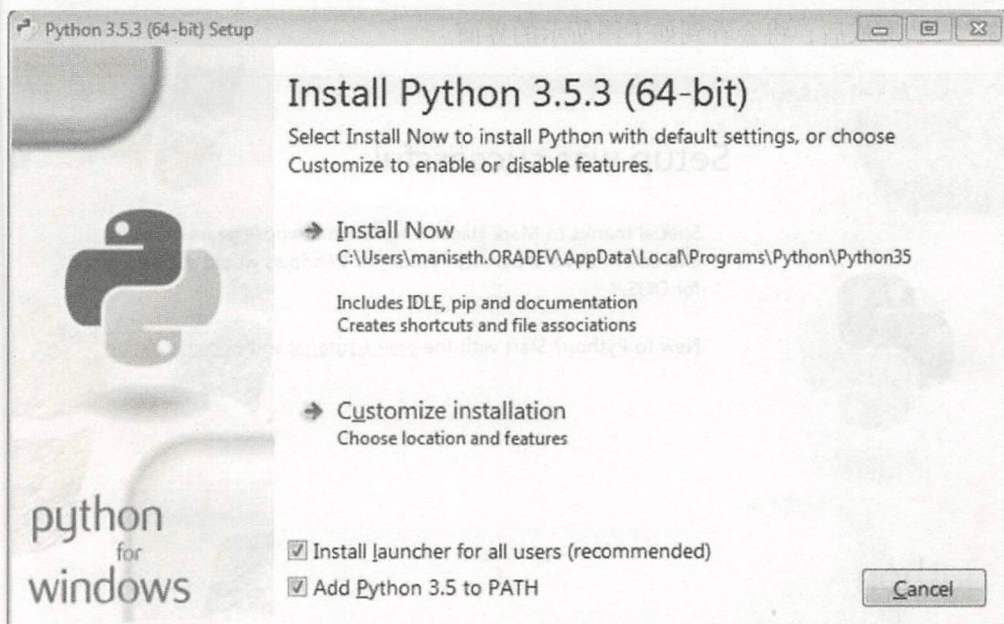 Python 3.5.3 (64-bit) Setup
Install Python 3.5.3 (64-bit)
Select Install Now to install Python with default settings, or choose
Customize to enable or disable features.
Install Now
C:\Users\maniseth.ORADEV\AppData\Local\Programs\Python\Python35
Includes IDLE, pip and documentation
Creates shortcuts and file associations
Customize installation
Choose location and features
python
for
windows
Install launcher for all users (recommended)
Add Python 3.5 to PATH
Cancel